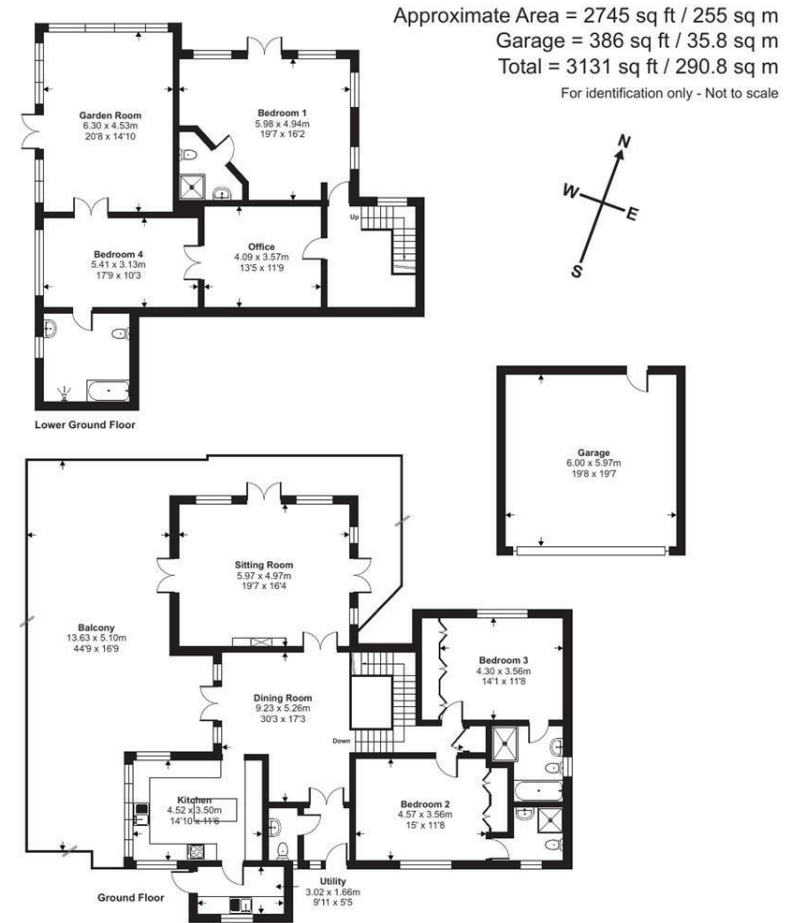 Approximate Area = 2745 sq ft / 255 sq m
Garage = 386 sq ft / 35.8 sq m
Total = 3131 sq ft / 290.8 sq m
For identification only - Not to scale
N
W
E
S
Garden Room
6.30 x 4.53m
20'8 x 14'10
Bedroom 1
5.98 x 4.94m
19'7 x 16'2
Up
Bedroom 4
5.41 x 3.13m
17'9 x 10'3
Office
4.09 x 3.57m
13'5 x 11'9
Lower Ground Floor
Garage
6.00 x 5.97m
19'8 x 19'7
Sitting Room
5.97 x 4.97m
19'7 x 16'4
Balcony
13.63 x 5.10m
44'9 x 16'9
Bedroom 3
4.30 x 3.56m
14'1 x 11'8
Dining Room
9.23 x 5.26m
30'3 x 17'3
Down
Kitchen
4.52 x 3.50m
14'10 x 11'6
Bedroom 2
4.57 x 3.56m
15' x 11'8
Utility
3.02 x 1.66m
9'11 x 5'5
Ground Floor